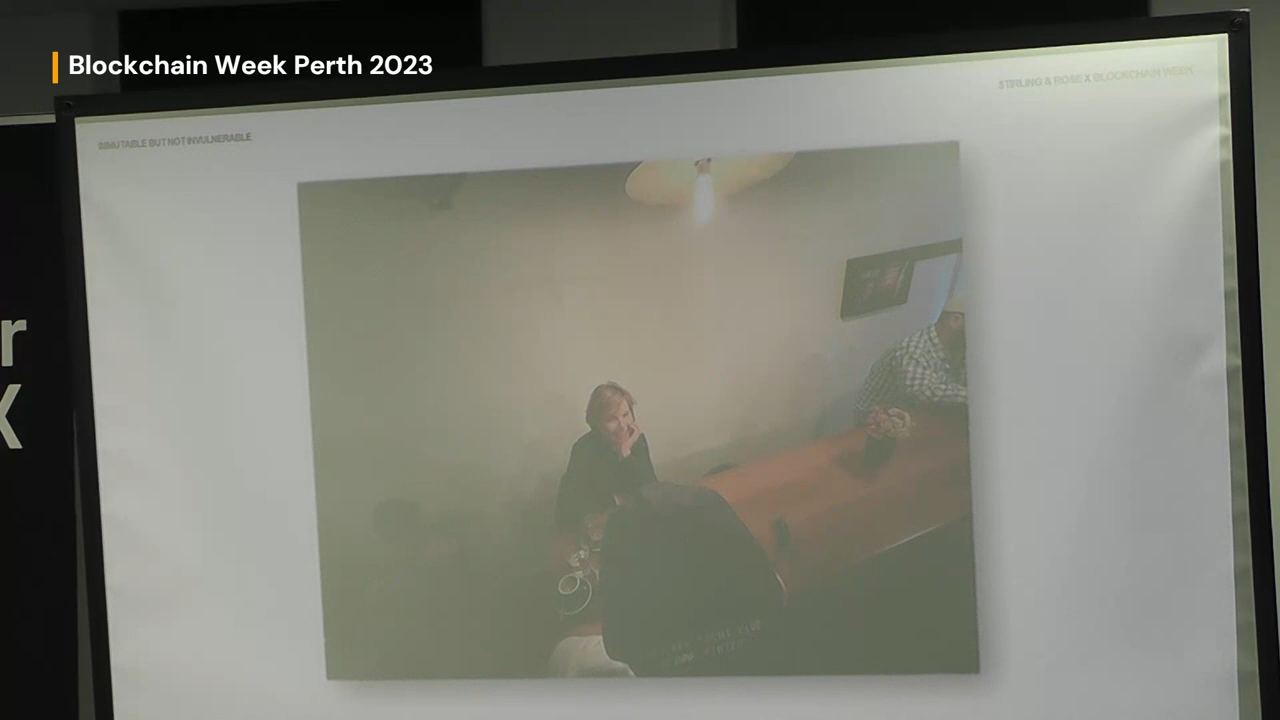 Blockchain Week Perth 2023
STIRLING & ROSE X BLOCKCHAIN WEEK
IMMUTABLE BUT NOT INVULNERABLE
r
X